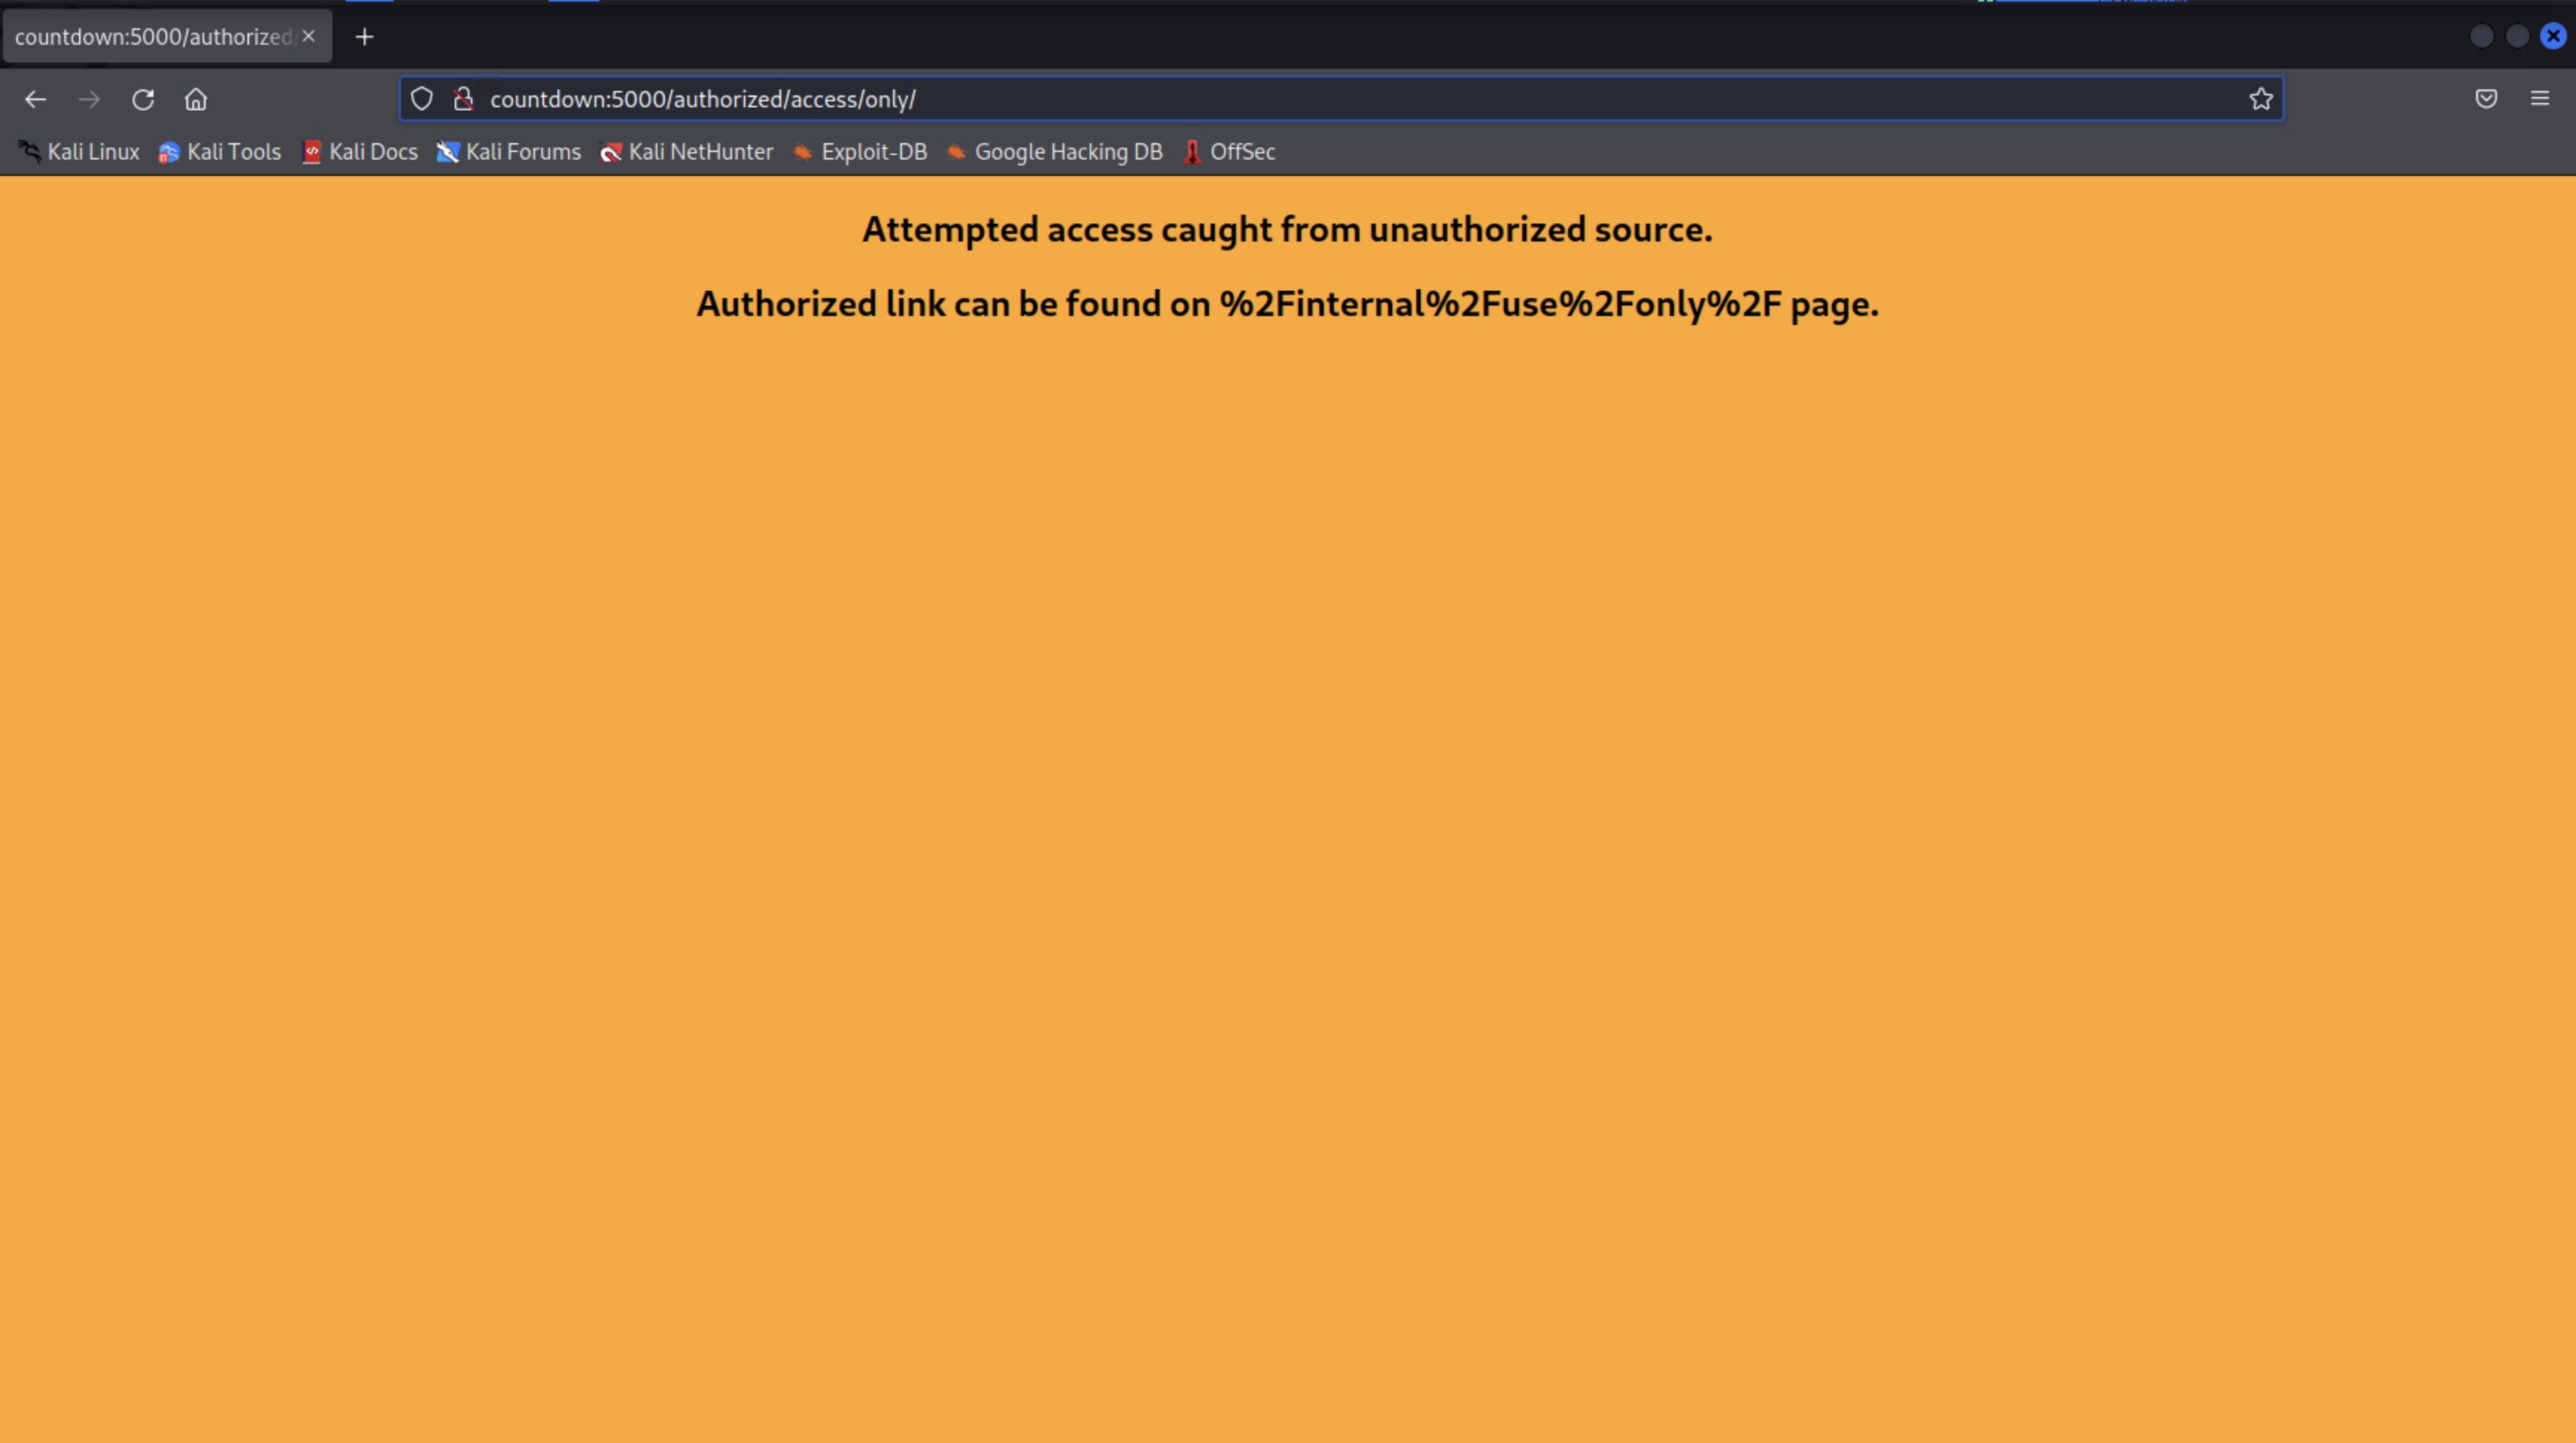 countdown:5000/authorized
countdown:5000/authorized/access/only/
Kali Linux Kali Tools Kali Docs Kali Forums Kali NetHunter Exploit-DB Google Hacking DB OffSec
Attempted access caught from unauthorized source.
Authorized link can be found on %2Finternal%2Fuse%2Fonly%2F page.